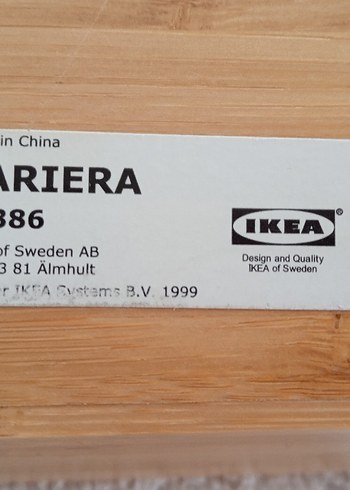 in China
ARIERA
386
of Sweden AB
3 81 Älmhult
er IKEA Systems B.V. 1999
IKEA®
Design and Quality
IKEA of Sweden